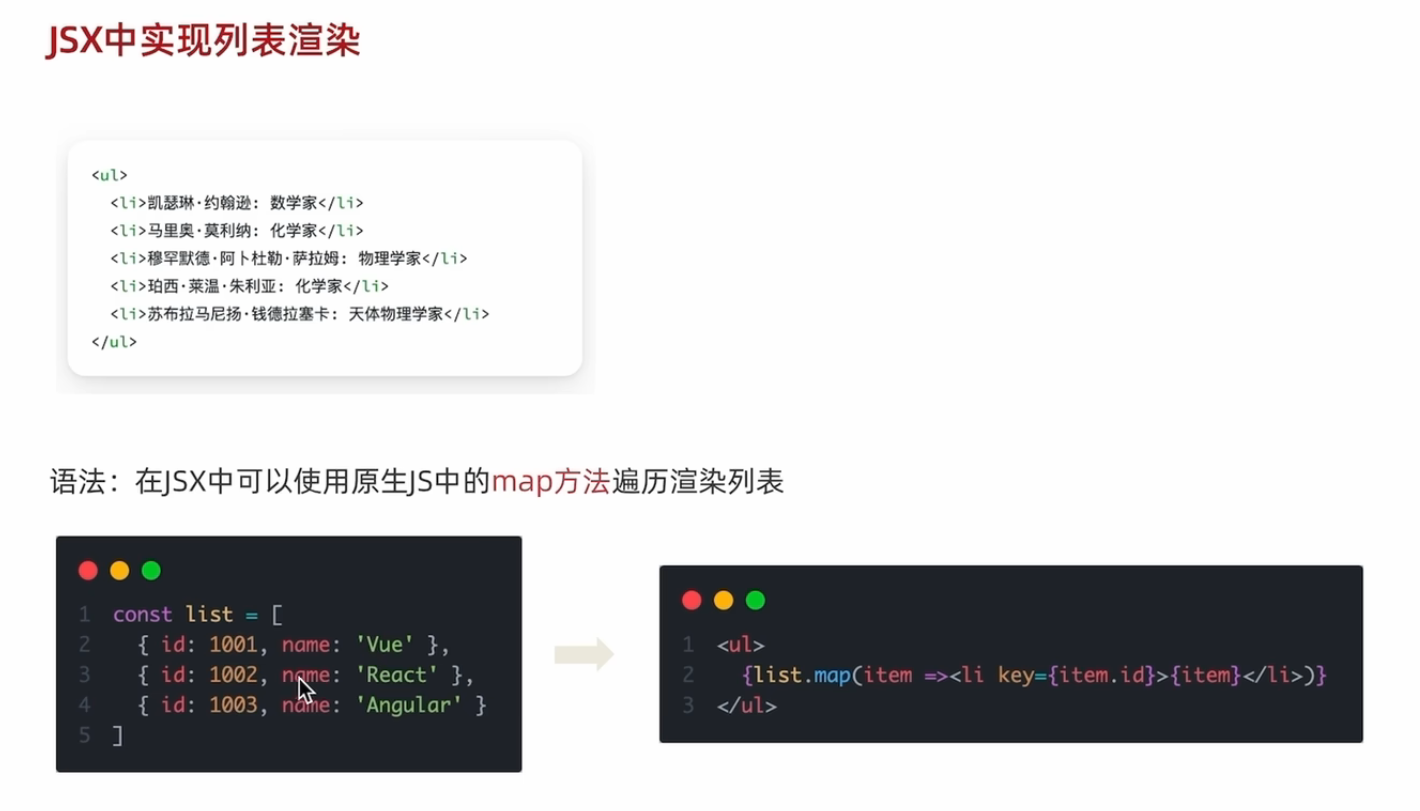 JSX中实现列表渲染
<ul>
<li>凯瑟琳·约翰逊: 数学家</li>
<li>马里奥·莫利纳: 化学家</li>
<li>穆罕默德·阿卜杜勒·萨拉姆: 物理学家</li>
<li>珀西·莱温·朱利亚: 化学家</li>
<li>苏布拉马尼扬·钱德拉塞卡: 天体物理学家</li>
</ul>
语法：在JSX中可以使用原生JS中的map方法遍历渲染列表
1 const list = [
2 { id: 1001, name: 'Vue' },
3 { id: 1002, name: 'React' },
4 { id: 1003, name: 'Angular' }
5 ]
1 <ul>
2 {list.map(item =><li key={item.id}>{item}</li>)}
3 </ul>